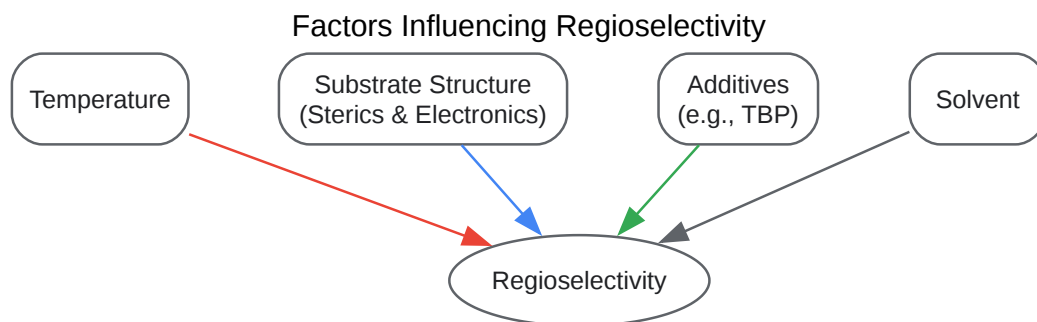 Factors Influencing Regioselectivity
Temperature
Substrate Structure
(Sterics & Electronics)
Additives
(e.g., TBP)
Solvent
Regioselectivity